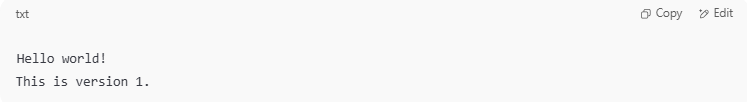 txt Copy Edit
Hello world!
This is version 1.